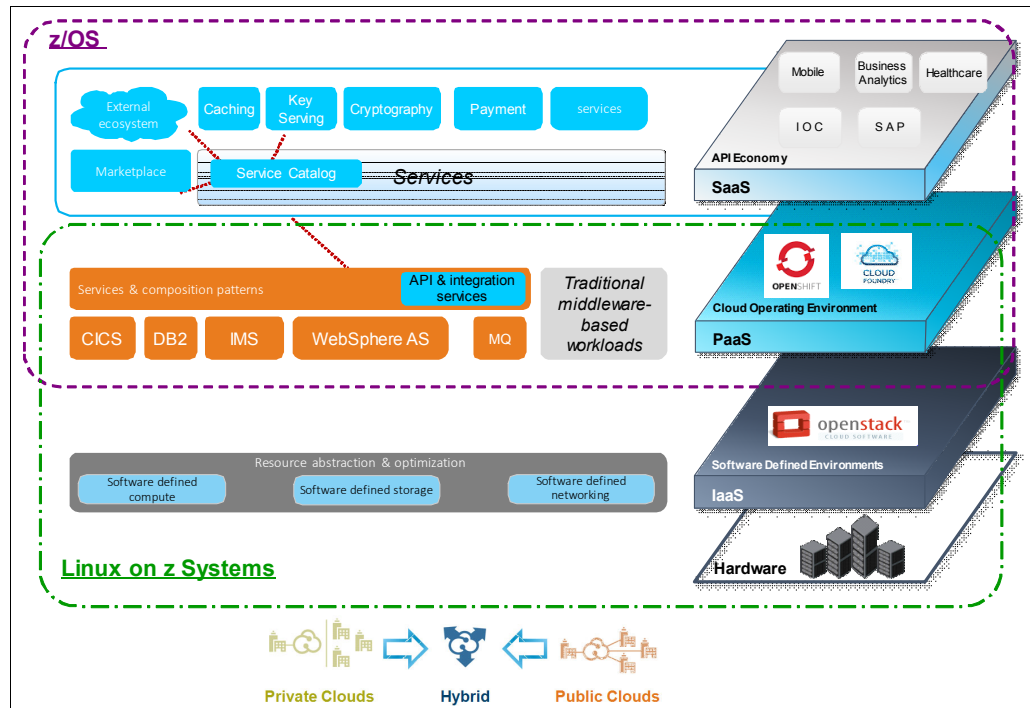 z/OS
External
ecosystem
Caching
Key
Serving
Cryptography
Payment
services
Marketplace
Service Catalog
Services
Mobile
Business
Analytics
Healthcare
I O C
S A P
API Economy
SaaS
Services & composition patterns
API & integration
services
Traditional
middleware-
based
workloads
CICS
DB2
IMS
WebSphere AS
MQ
OPENSHIFT
CLOUD
FOUNDRY
Cloud Operating Environment
PaaS
Resource abstraction & optimization
Software defined
compute
Software defined storage
Software defined
networking
openstack
CLOUD SOFTWARE
Software Defined Environments
IaaS
Linux on z Systems
Hardware
Private Clouds
Hybrid
Public Clouds